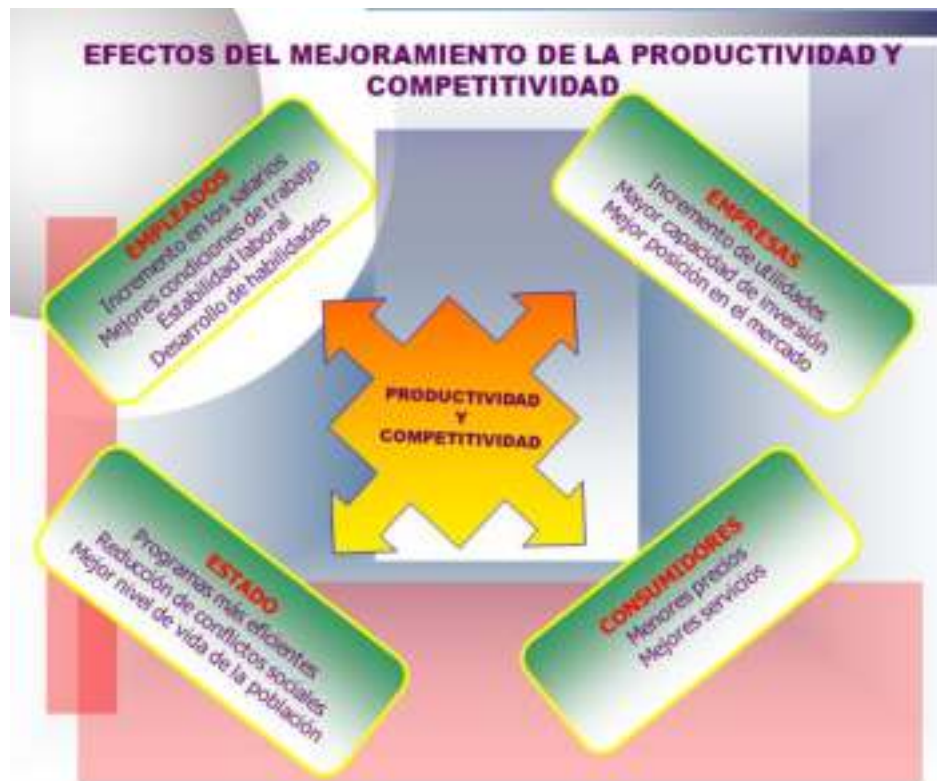 EFECTOS DEL MEJORAMIENTO DE LA PRODUCTIVIDAD Y
COMPETITIVIDAD
EMPLEADOS
Incremento en los salarios
Mejores condiciones de trabajo
Estabilidad laboral
Desarrollo de habilidades
EMPRESAS
Incremento de utilidades
Mayor capacidad de inversión
Mejor posición en el mercado
PRODUCTIVIDAD
Y
COMPETITIVIDAD
ESTADO
Programas más eficientes
Reducción de conflictos sociales
Mejor nivel de vida de la población
CONSUMIDORES
Menores precios
Mejores servicios